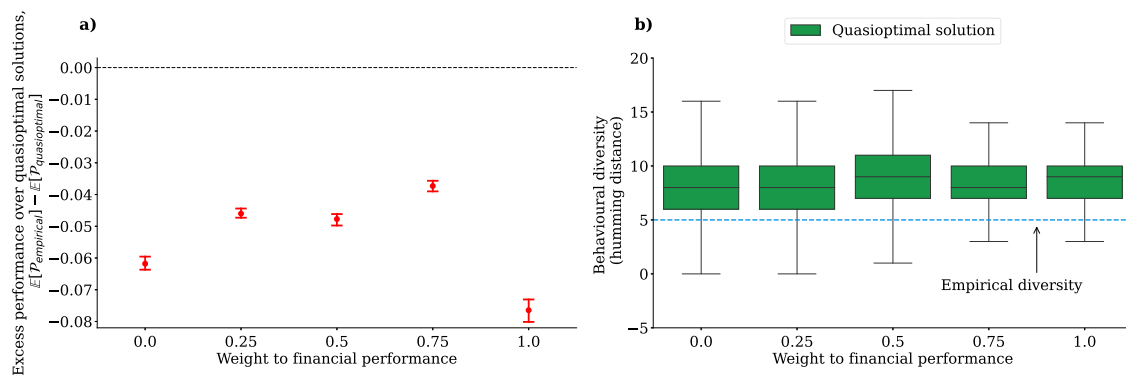 a)
Excess performance over quasioptimal solutions,
𝔼[𝒫empirical] − 𝔼[𝒫quasioptimal]
0.00
−0.01
−0.02
−0.03
−0.04
−0.05
−0.06
−0.07
−0.08
0.0 0.25 0.5 0.75 1.0
Weight to financial performance
b)
Quasioptimal solution
Behavioural diversity
(humming distance)
20
15
10
5
0
−5
Empirical diversity
0.0 0.25 0.5 0.75 1.0
Weight to financial performance